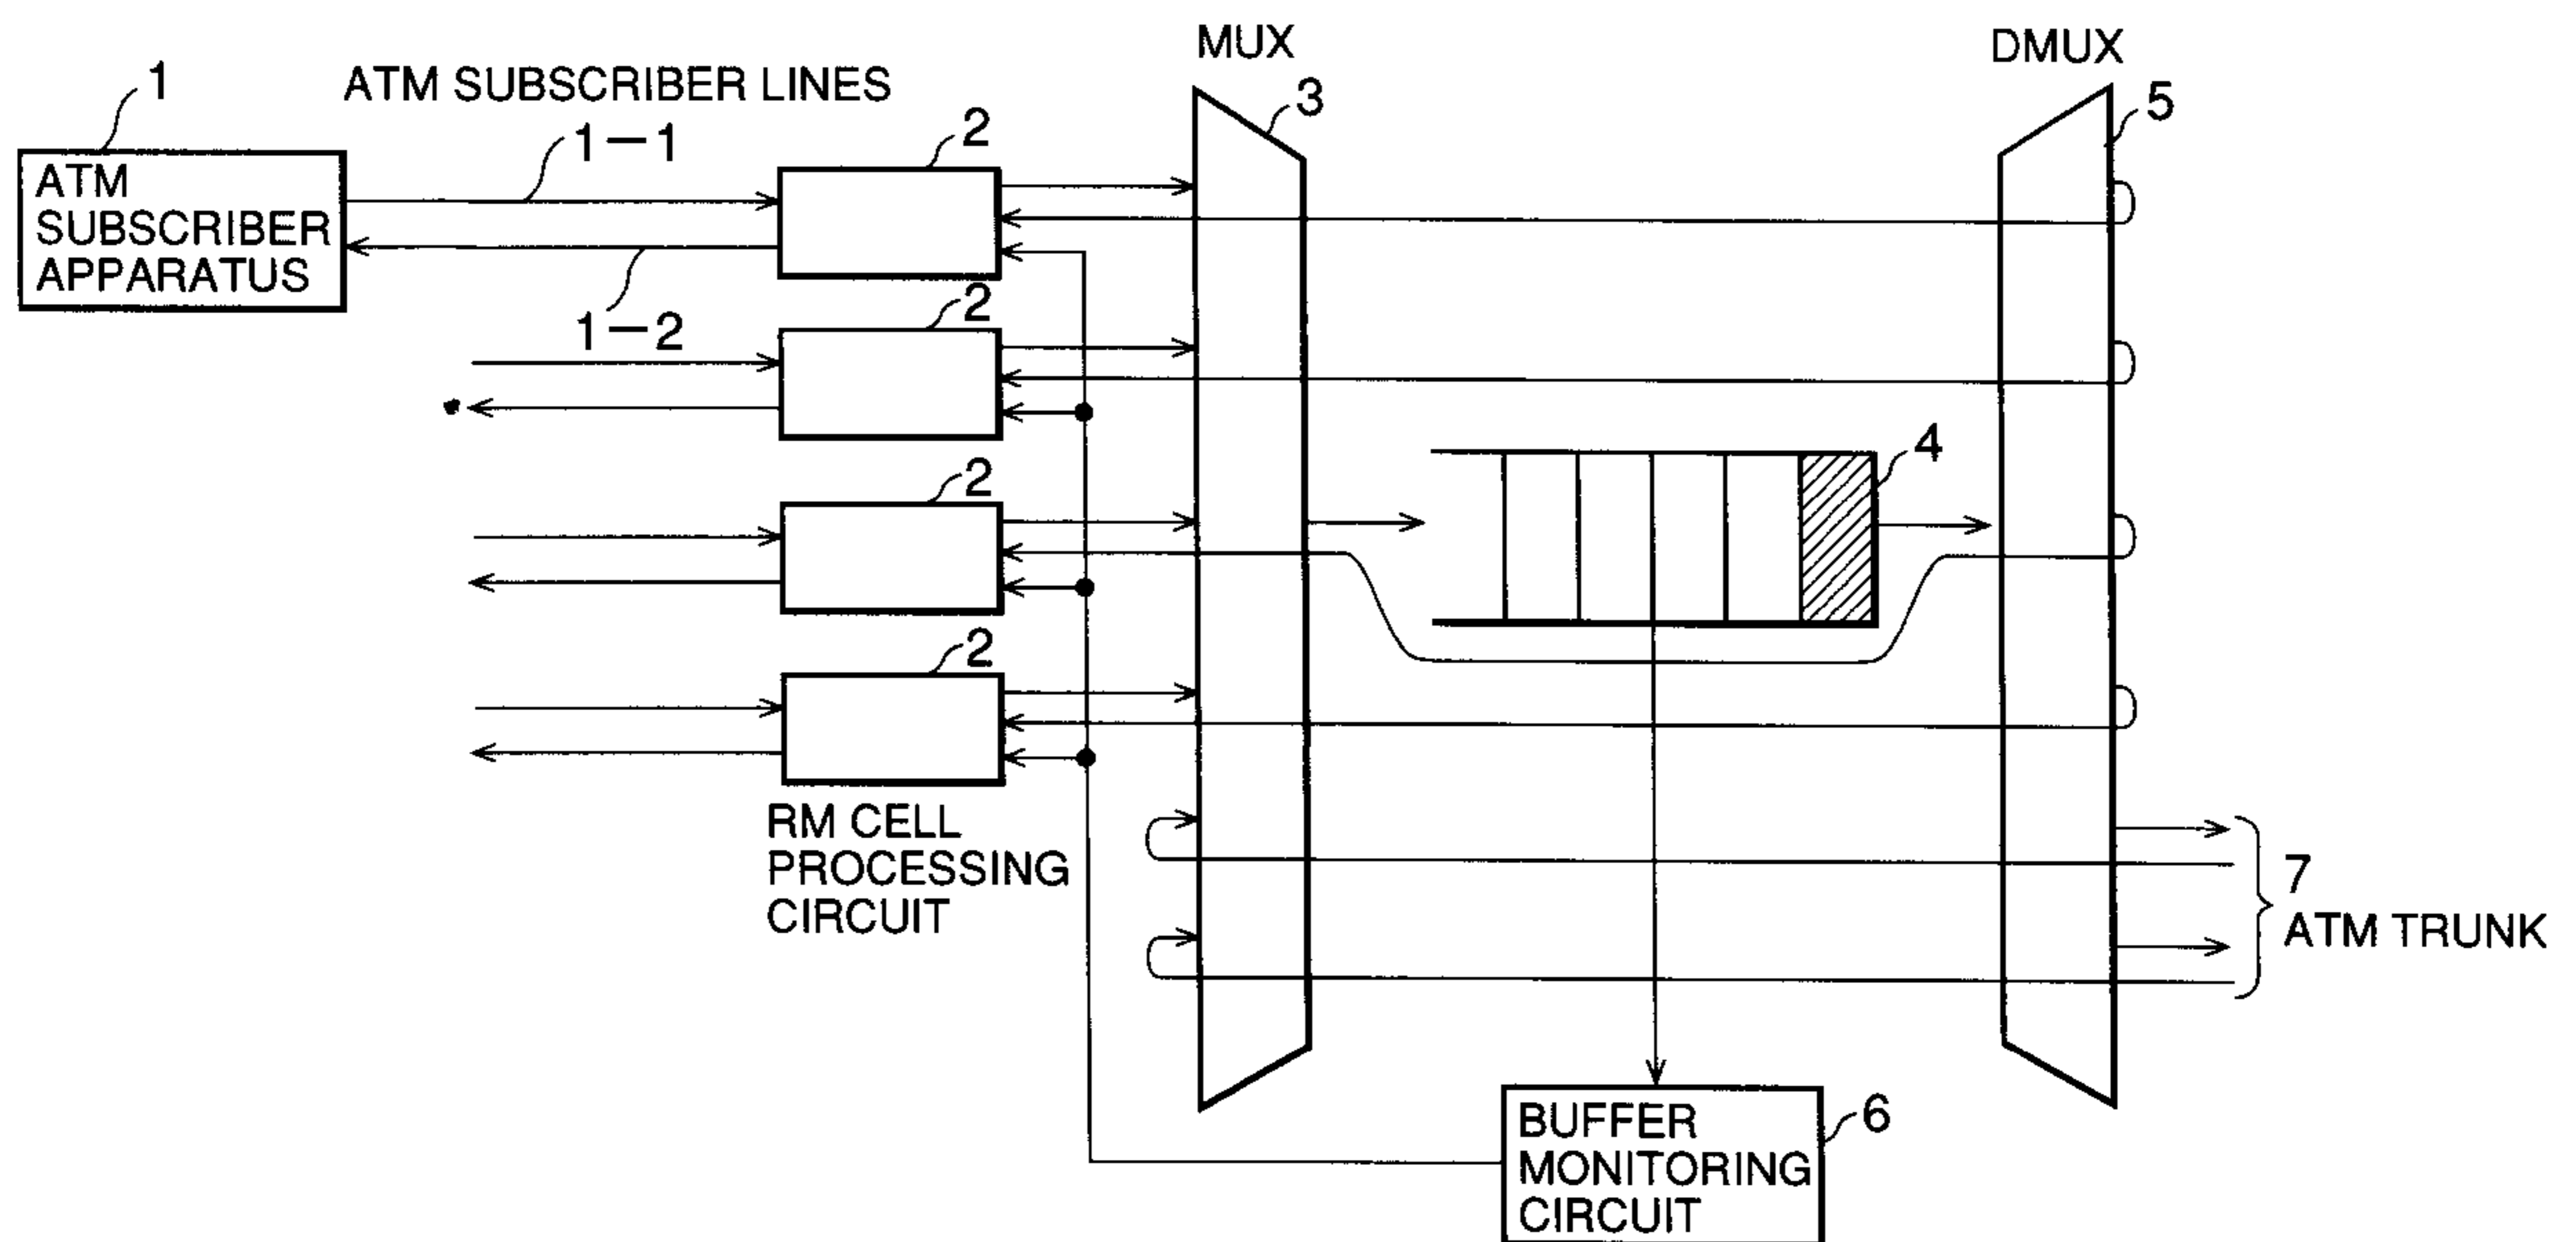 MUX
DMUX
1
ATM SUBSCRIBER LINES
3
5
1-1
2
ATM
SUBSCRIBER
APPARATUS
2
1-2
4
2
2
RM CELL
PROCESSING
CIRCUIT
7
ATM TRUNK
BUFFER
MONITORING
CIRCUIT
6